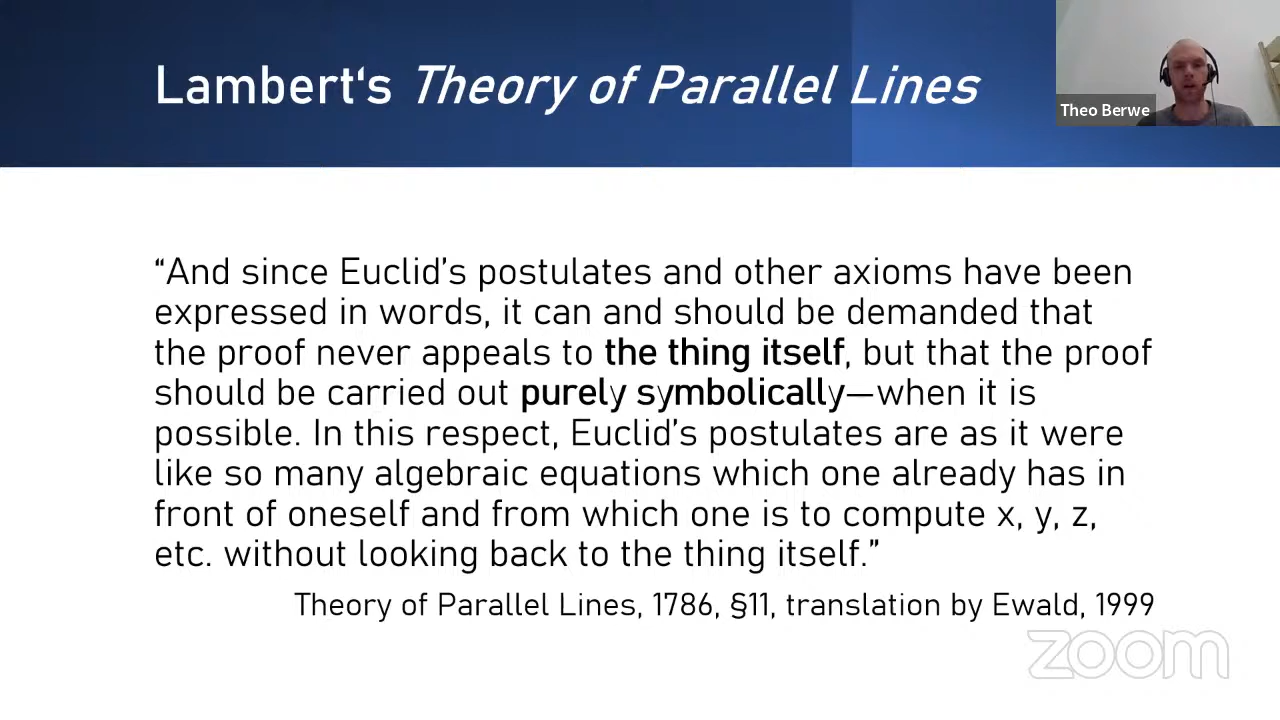 Lambert‘s Theory of Parallel Lines
Theo Berwe
“And since Euclid’s postulates and other axioms have been
expressed in words, it can and should be demanded that
the proof never appeals to the thing itself, but that the proof
should be carried out purely symbolically—when it is
possible. In this respect, Euclid’s postulates are as it were
like so many algebraic equations which one already has in
front of oneself and from which one is to compute x, y, z,
etc. without looking back to the thing itself.”
Theory of Parallel Lines, 1786, §11, translation by Ewald, 1999
zoom